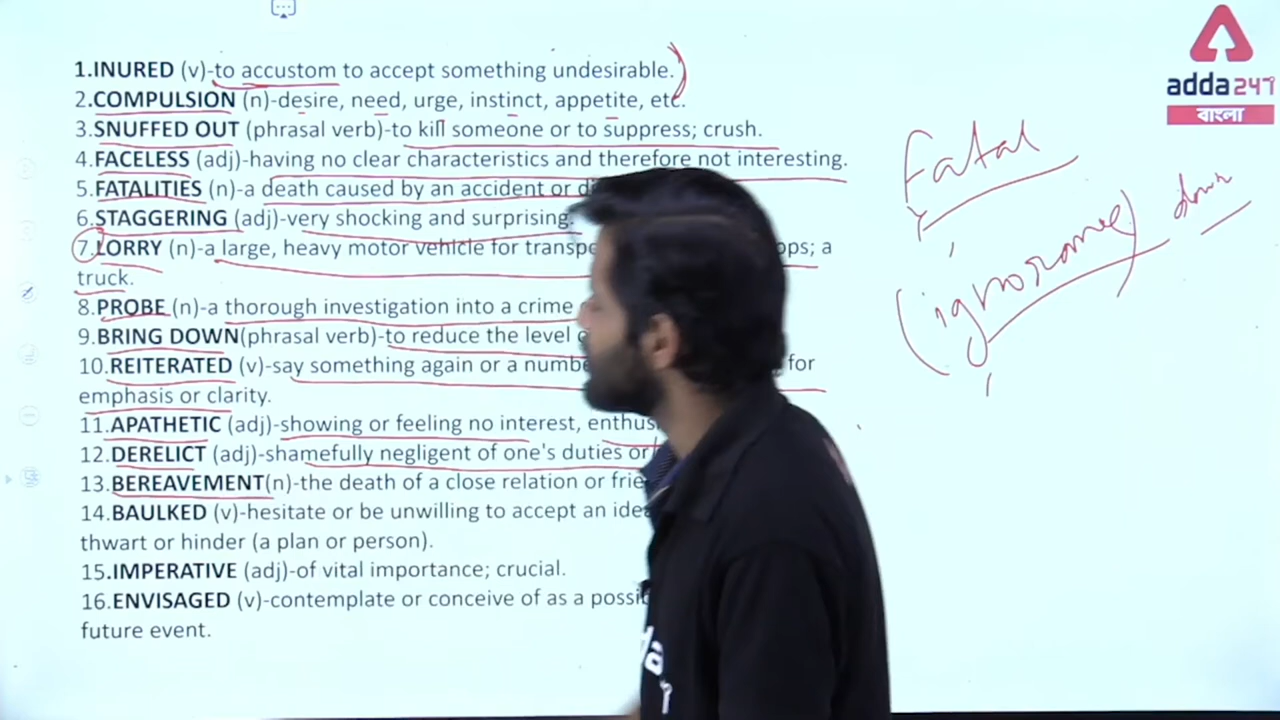 1.INURED (v)-to accustom to accept something undesirable.
2.COMPULSION (n)-desire, need, urge, instinct, appetite, etc.
3.SNUFFED OUT (phrasal verb)-to kill someone or to suppress; crush.
4.FACELESS (adj)-having no clear characteristics and therefore not interesting.
5.FATALITIES (n)-a death caused by an accident or
6.STAGGERING (adj)-very shocking and surprising.
7.LORRY (n)-a large, heavy motor vehicle for a
truck.
8.PROBE (n)-a thorough investigation into a crime
9.BRING DOWN(phrasal verb)-to reduce the level
10.REITERATED (v)-say something again or a for
emphasis or clarity.
11.APATHETIC (adj)-showing or feeling no interest,
12.DERELICT (adj)-shamefully negligent of one's duties or
13.BEREAVEMENT(n)-the death of a close relation or
14.BAULKED (v)-hesitate or be unwilling to accept an
thwart or hinder (a plan or person).
15.IMPERATIVE (adj)-of vital importance; crucial.
16.ENVISAGED (v)-contemplate or conceive of as a
future event.
adda247
বাংলা
Fatal
(ignorance) down